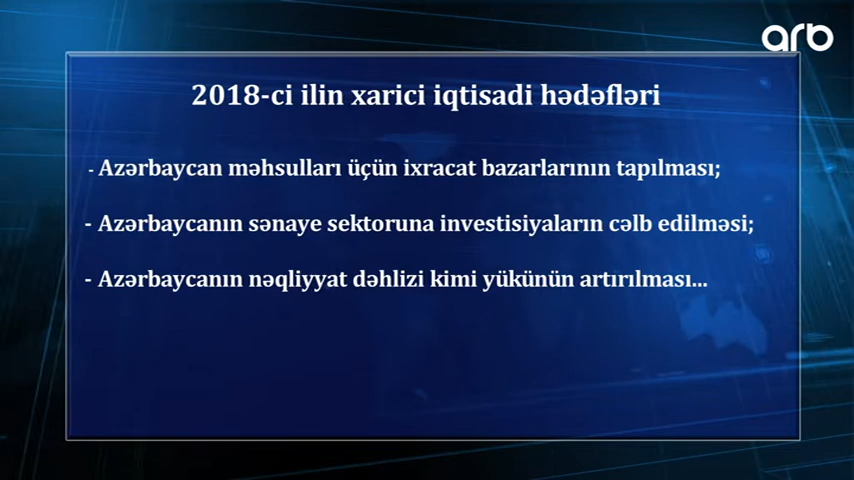 arb
2018-ci ilin xarici iqtisadi hədəfləri
- Azərbaycan məhsulları üçün ixracat bazarlarının tapılması;
- Azərbaycanın sənaye sektoruna investisiyaların cəlb edilməsi;
- Azərbaycanın nəqliyyat dəhlizi kimi yükünün artırılması...